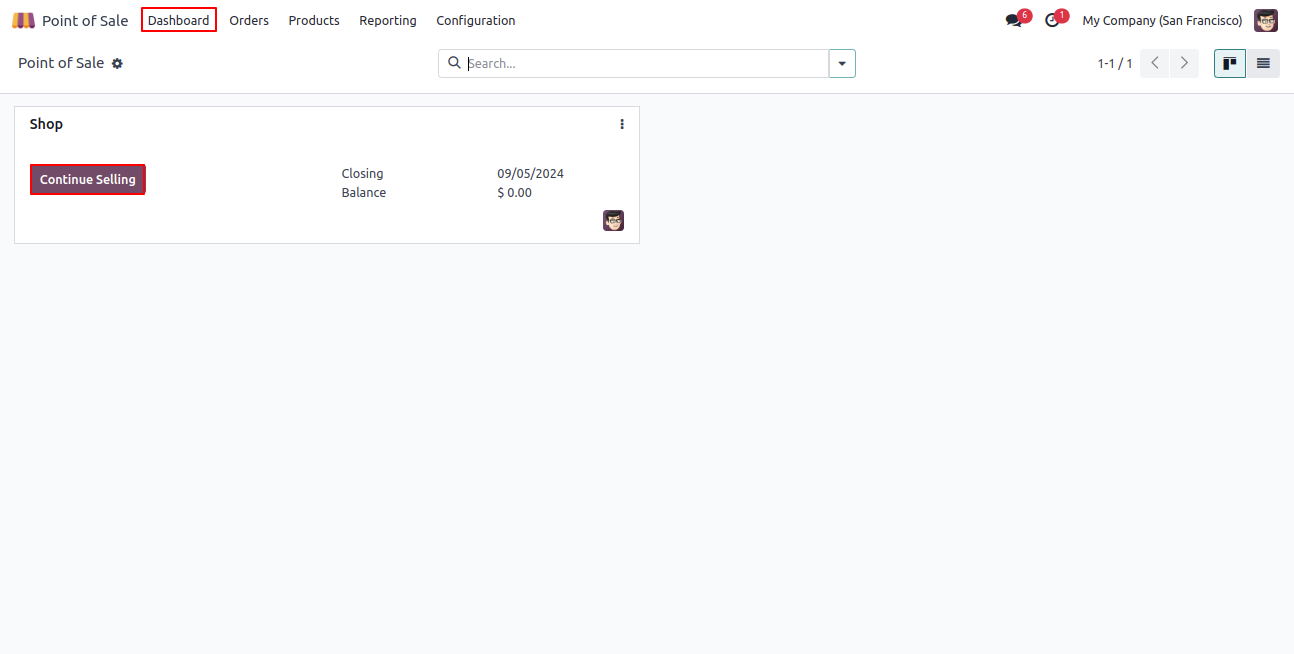 Point of Sale Dashboard Orders Products Reporting Configuration 6 1 My Company (San Francisco)
Point of Sale Search... 1-1 / 1
Shop
Continue Selling Closing 09/05/2024
Balance $ 0.00